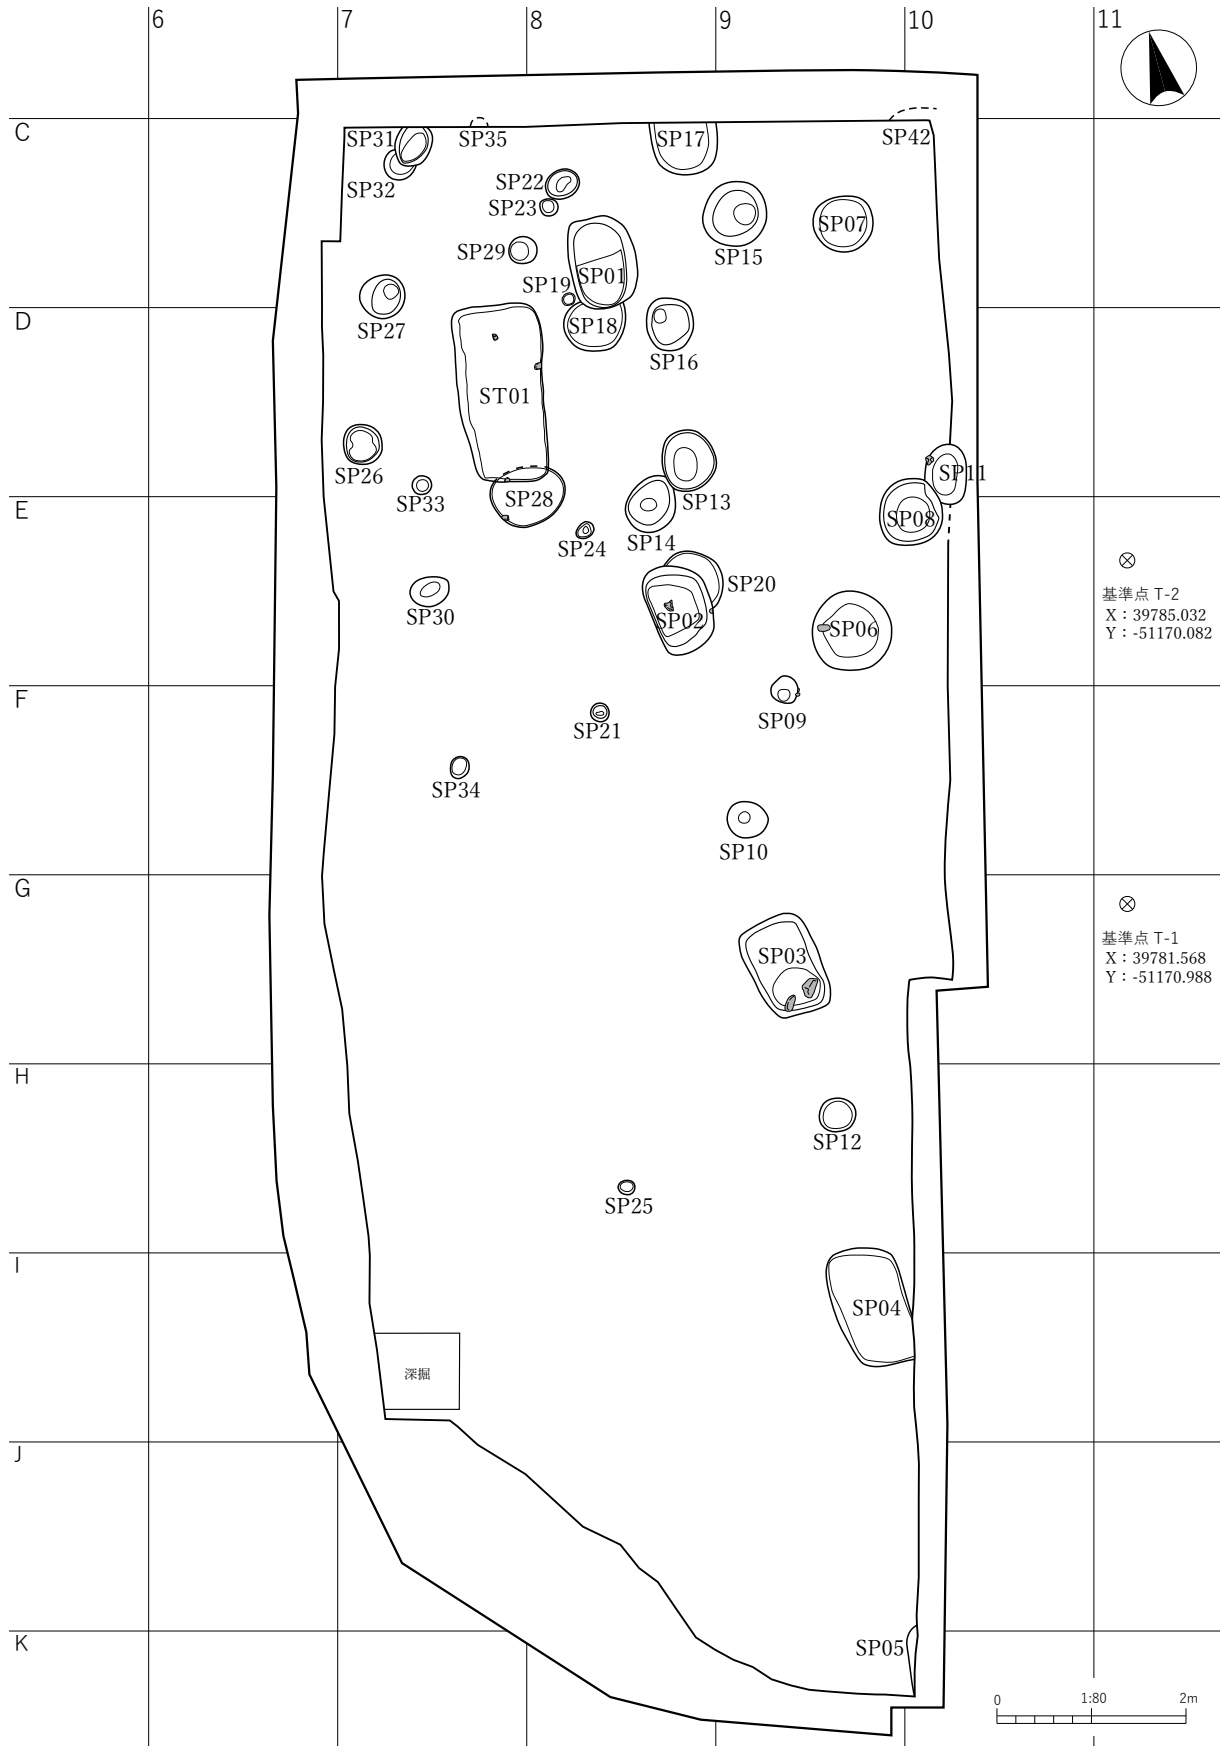 6 7 8 9 10 11
C
SP31 SP35 SP17 SP42
SP32 SP22
SP23 SP07
SP29 SP15
SP19 SP01
D
SP27 SP18
SP16
ST01
SP26 SP11
SP33 SP28 SP13
E
SP08
SP24 SP14
SP20
基準点 T-2
X：39785.032
Y：-51170.082
SP30 SP02 SP06
F
SP21 SP09
SP34
SP10
G
基準点 T-1
X：39781.568
Y：-51170.988
SP03
H
SP12
SP25
I
SP04
深掘
J
K
SP05
0 1:80 2m